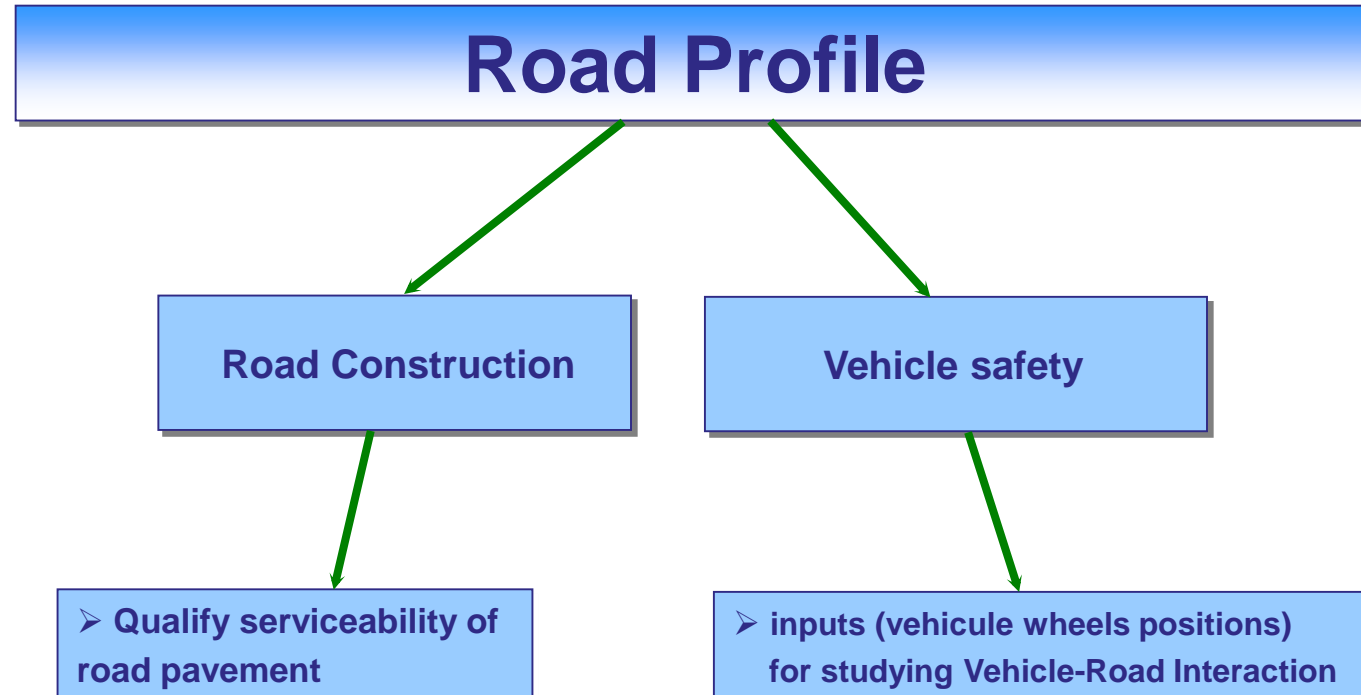 Road Profile
Road Construction
Vehicle safety
➢ Qualify serviceability of
road pavement
➢ inputs (vehicule wheels positions)
for studying Vehicle-Road Interaction